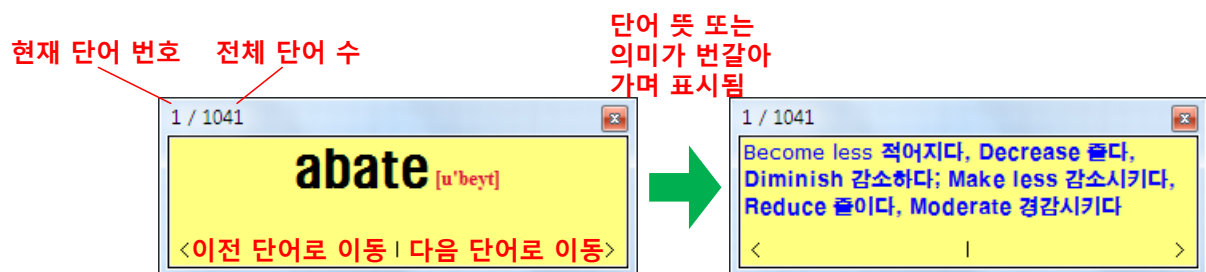 현재 단어 번호
전체 단어 수
단어 뜻 또는
의미가 번갈아
가며 표시됨
1 / 1041
abate [u'beyt]
<이전 단어로 이동 | 다음 단어로 이동>
1 / 1041
Become less 적어지다, Decrease 줄다,
Diminish 감소하다; Make less 감소시키다,
Reduce 줄이다, Moderate 경감시키다
< | >